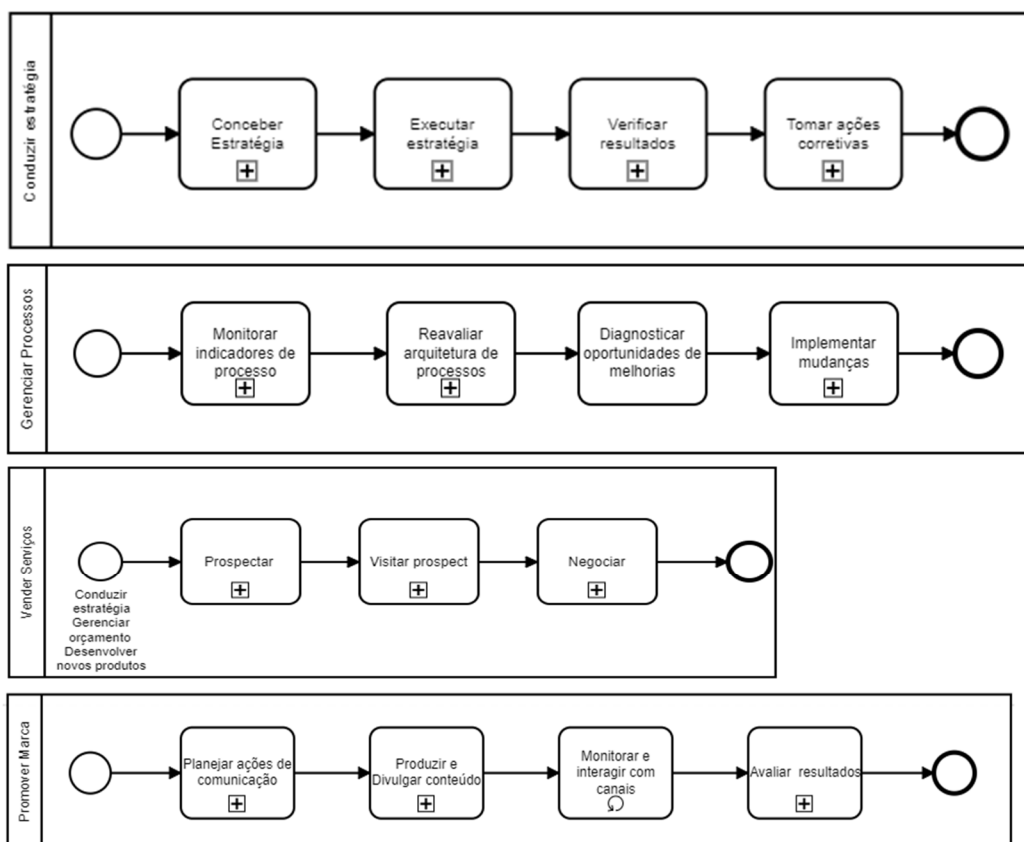 Conduzir estratégia
Conceber
Estratégia
Executar
estratégia
Verificar
resultados
Tomar ações
corretivas
Gerenciar Processos
Monitorar
indicadores de
processo
Reavaliar
arquitetura de
processos
Diagnosticar
oportunidades de
melhorias
Implementar
mudanças
Vender Serviços
Conduzir
estratégia
Gerenciar
orçamento
Desenvolver
novos produtos
Prospectar
Visitar prospect
Negociar
Promover Marca
Planejar ações de
comunicação
Produzir e
Divulgar conteúdo
Monitorar e
interagir com
canais
Avaliar resultados